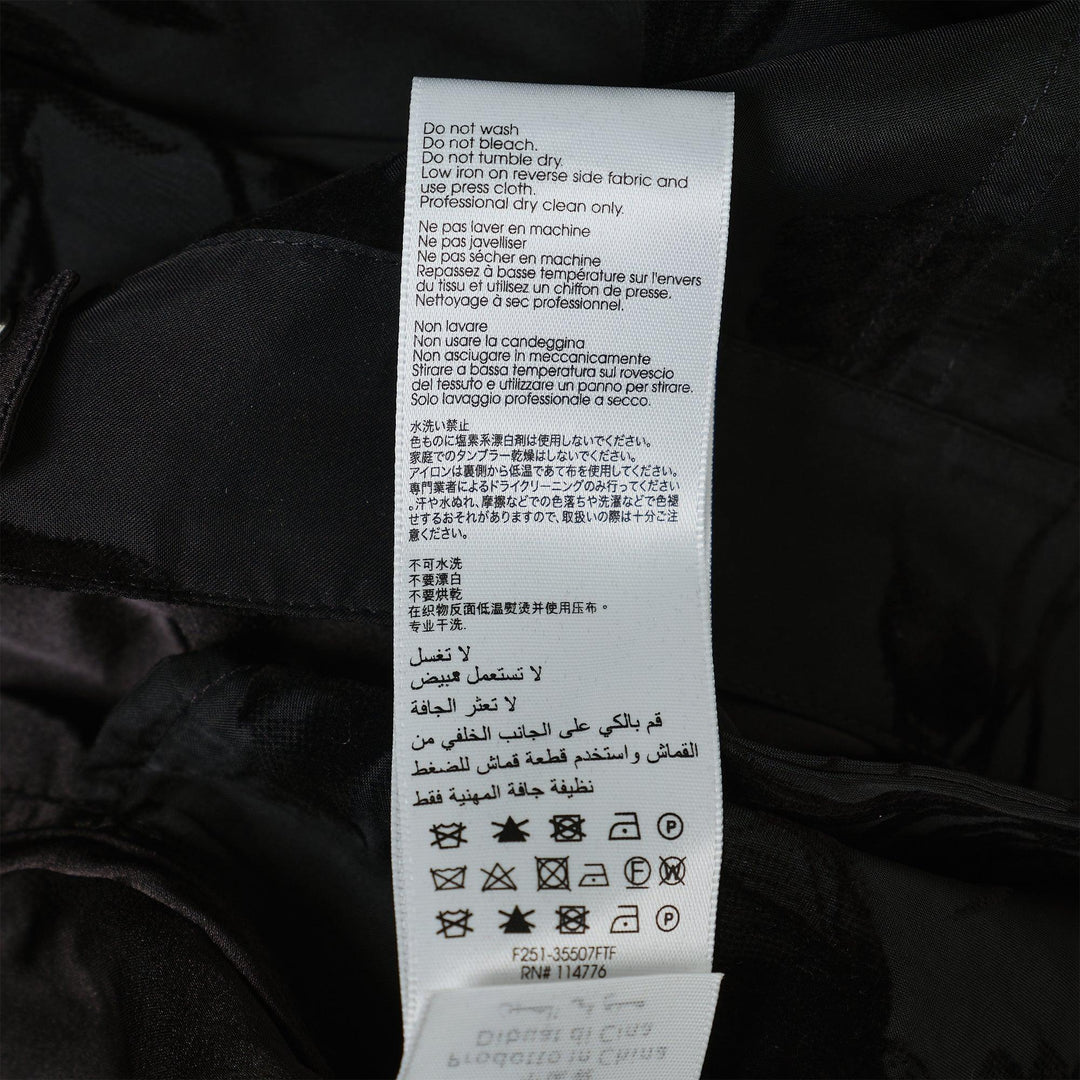 Do not wash
Do not bleach.
Do not tumble dry.
Low iron on reverse side fabric and
use press cloth.
Professional dry clean only.
Ne pas laver en machine
Ne pas javelliser
Ne pas sécher en machine
Repassez à basse température sur l'envers
du tissu et utilisez un chiffon de presse.
Nettoyage à sec professionnel.
Non lavare
Non usare la candeggina
Non asciugare in meccanicamente
Stirare a bassa temperatura sul rovescio
del tessuto e utilizzare un panno per stirare.
Solo lavaggio professionale a secco.
水洗い禁止
色ものに塩素系漂白剤は使用しないでください。
家庭でのタンブラー乾燥はしないでください。
アイロンは裏側から低温であて布を使用してください。
専門業者によるドライクリーニングのみ行ってください
。汗や水ぬれ、摩擦などでの色落ちや洗濯などで色褪
せするおそれがありますので、取扱いの際は十分ご注
意ください。
不可水洗
不要漂白
不要烘乾
在织物反面低温熨烫并使用压布。
专业干洗.
لا تغسل
لا تستعمل مبيض
لا تعثر الجافة
قم بالكي على الجانب الخلفي من
القماش واستخدم قطعة قماش للضغط
نظيفة جافة المهنية فقط
P
F W
P
F251-35507FTF
RN# 114776
Dibuat di Cina
Prodotto in China